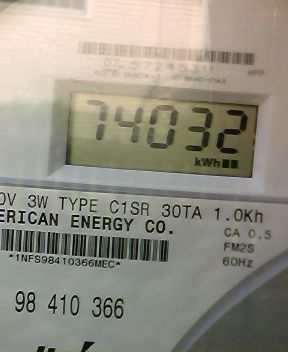 74032
kWh
0V 3W TYPE C1SR 30TA 1.0Kh
ERICAN ENERGY CO.
CA 0.5
FM2S
*1NFS98410366MEC*
60Hz
98 410 366